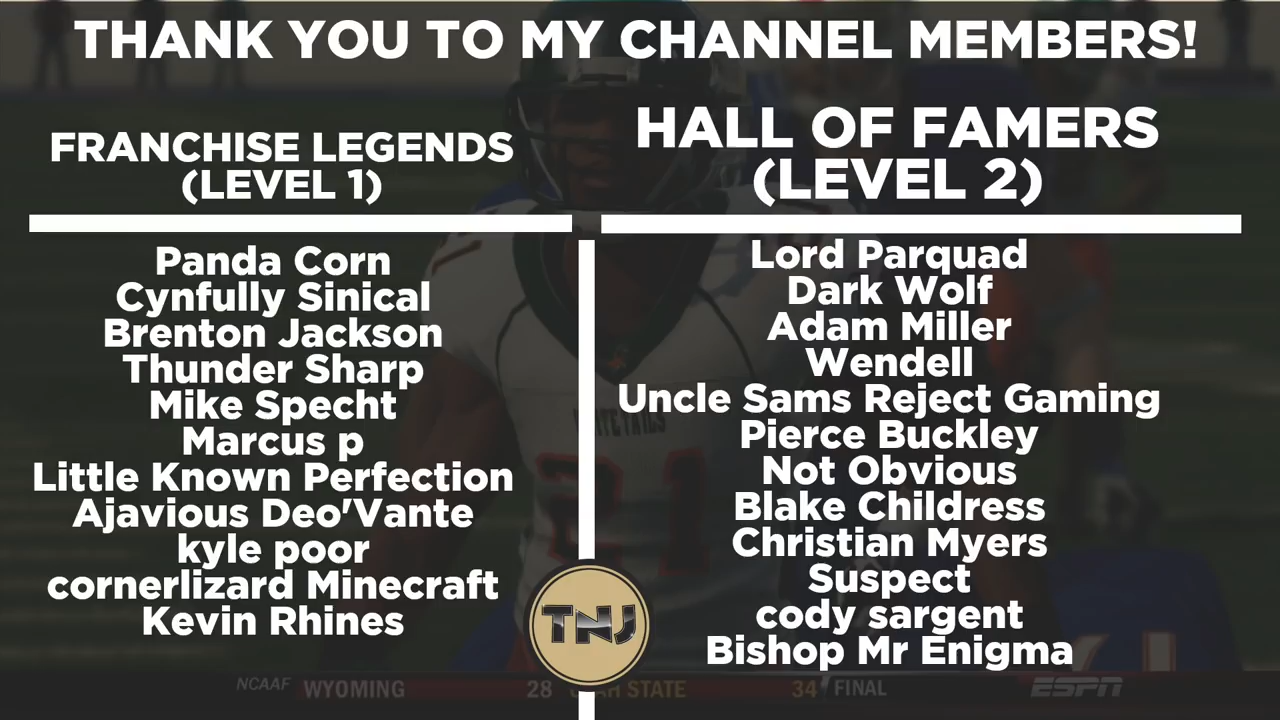 THANK YOU TO MY CHANNEL MEMBERS!
FRANCHISE LEGENDS
(LEVEL 1)
Panda Corn
Cynfully Sinical
Brenton Jackson
Thunder Sharp
Mike Specht
Marcus p
Little Known Perfection
Ajavious Deo'Vante
kyle poor
cornerlizard Minecraft
Kevin Rhines
HALL OF FAMERS
(LEVEL 2)
Lord Parquad
Dark Wolf
Adam Miller
Wendell
Uncle Sams Reject Gaming
Pierce Buckley
Not Obvious
Blake Childress
Christian Myers
Suspect
cody sargent
Bishop Mr Enigma
TNJ
21
NCAAF WYOMING 28 STATE 34 FINAL ESPN